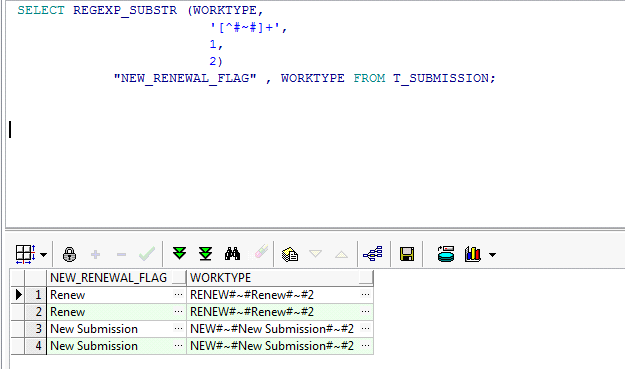 SELECT REGEXP_SUBSTR (WORKTYPE,
'[^#~#]+',
1,
2)
"NEW_RENEWAL_FLAG" , WORKTYPE FROM T_SUBMISSION;
NEW_RENEWAL_FLAG WORKTYPE
1 Renew ... RENEW#~#Renew#~#2 ...
2 Renew ... RENEW#~#Renew#~#2 ...
3 New Submission ... NEW#~#New Submission#~#2 ...
4 New Submission ... NEW#~#New Submission#~#2 ...